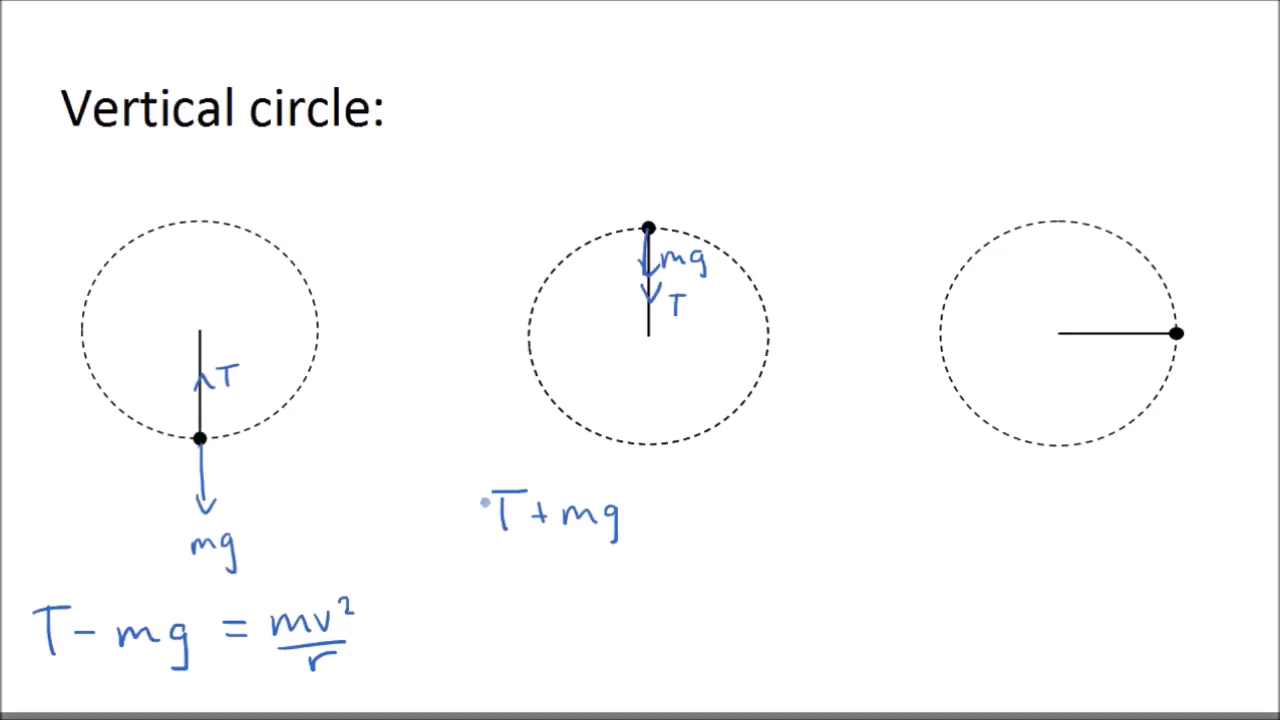 Vertical circle:
mg
T
T
mg
T + mg
T - mg = mv²/r